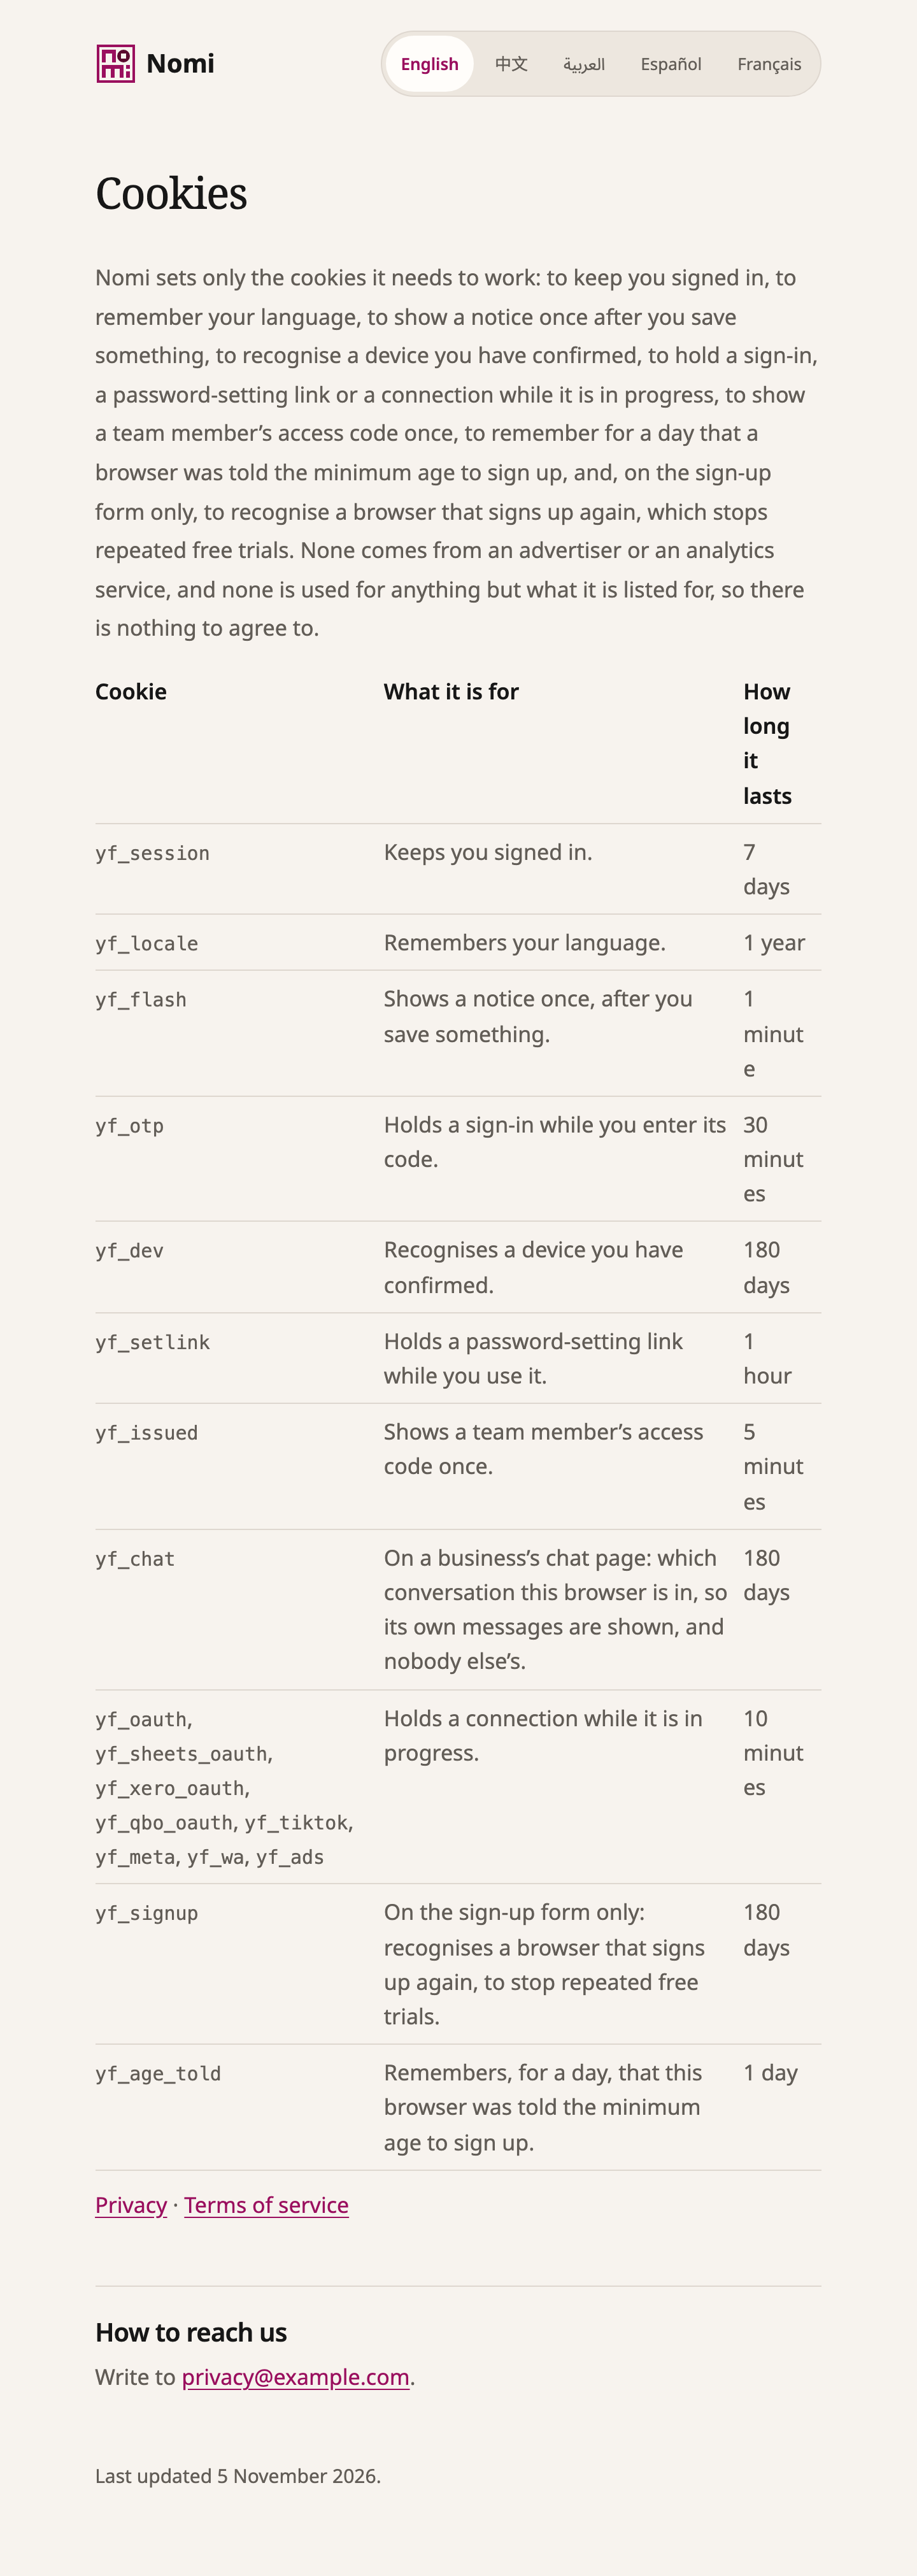 Nomi
English 中文 العربية Español Français
Cookies
Nomi sets only the cookies it needs to work: to keep you signed in, to
remember your language, to show a notice once after you save
something, to recognise a device you have confirmed, to hold a sign-in,
a password-setting link or a connection while it is in progress, to show
a team member’s access code once, to remember for a day that a
browser was told the minimum age to sign up, and, on the sign-up
form only, to recognise a browser that signs up again, which stops
repeated free trials. None comes from an advertiser or an analytics
service, and none is used for anything but what it is listed for, so there
is nothing to agree to.
Cookie What it is for How
long
it
lasts
yf_session Keeps you signed in. 7
days
yf_locale Remembers your language. 1 year
yf_flash Shows a notice once, after you 1
save something. minut
e
yf_otp Holds a sign-in while you enter its 30
code. minut
es
yf_dev Recognises a device you have 180
confirmed. days
yf_setlink Holds a password-setting link 1
while you use it. hour
yf_issued Shows a team member’s access 5
code once. minut
es
yf_chat On a business’s chat page: which 180
conversation this browser is in, so days
its own messages are shown, and
nobody else’s.
yf_oauth, Holds a connection while it is in 10
yf_sheets_oauth, progress. minut
yf_xero_oauth, es
yf_qbo_oauth, yf_tiktok,
yf_meta, yf_wa, yf_ads
yf_signup On the sign-up form only: 180
recognises a browser that signs days
up again, to stop repeated free
trials.
yf_age_told Remembers, for a day, that this 1 day
browser was told the minimum
age to sign up.
Privacy · Terms of service
How to reach us
Write to privacy@example.com.
Last updated 5 November 2026.